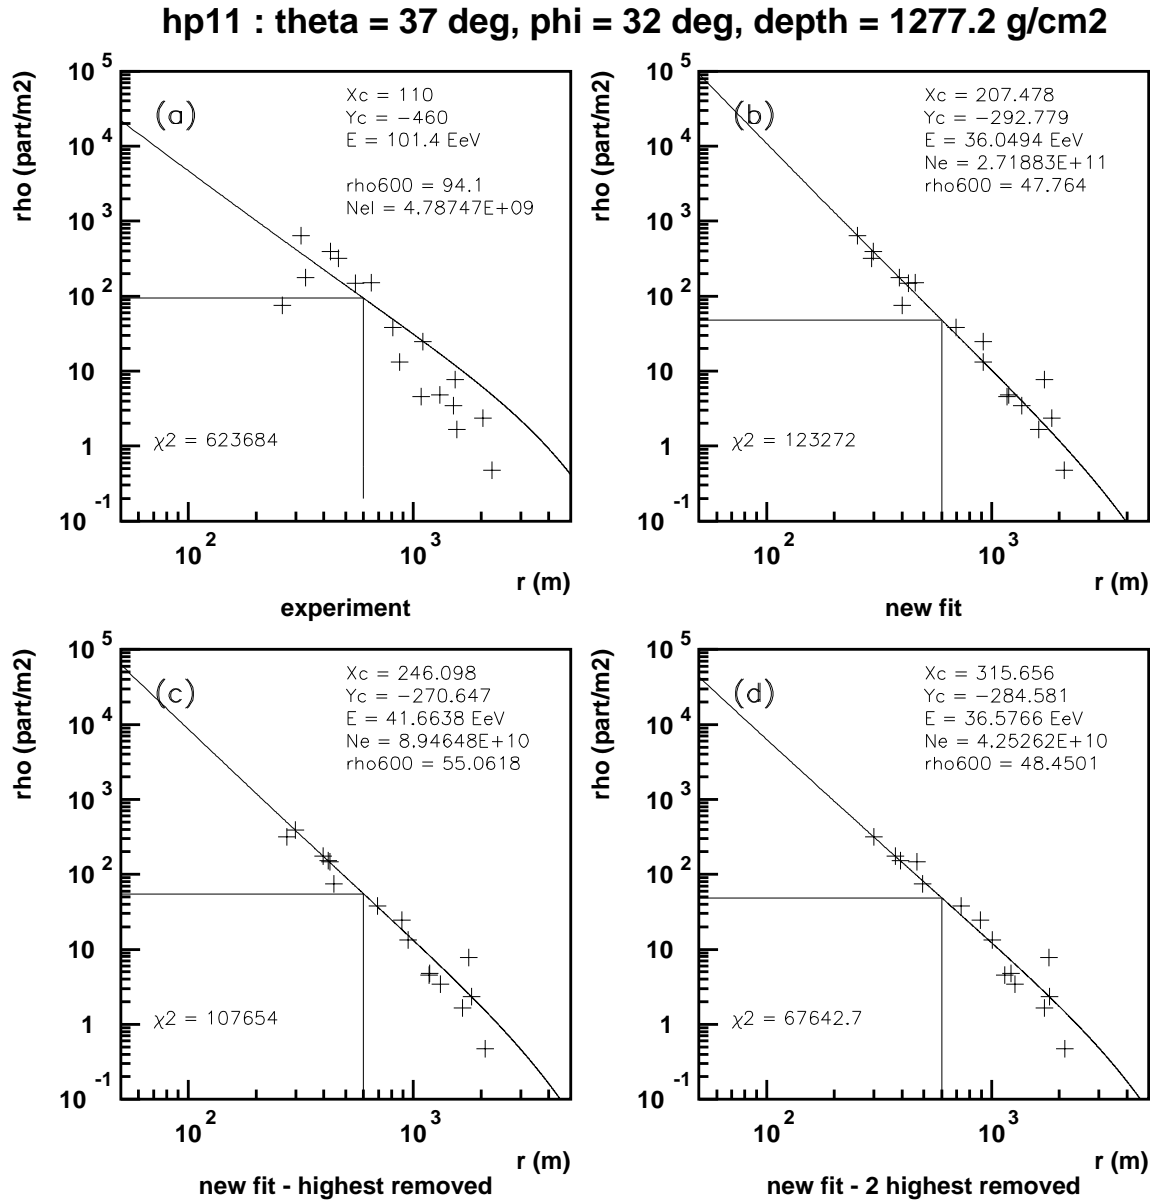 hp11 : theta = 37 deg, phi = 32 deg, depth = 1277.2 g/cm2
rho (part/m2)
10 5
10 4
10 3
10 2
10
1
10 -1
(a)
Xc = 110
Yc = −460
E = 101.4 EeV
rho600 = 94.1
Nel = 4.78747E+09
χ2 = 623684
10 2
10 3
r (m)
experiment
rho (part/m2)
10 5
10 4
10 3
10 2
10
1
10 -1
(b)
Xc = 207.478
Yc = −292.779
E = 36.0494 EeV
Ne = 2.71883E+11
rho600 = 47.764
χ2 = 123272
10 2
10 3
r (m)
new fit
rho (part/m2)
10 5
10 4
10 3
10 2
10
1
10 -1
(c)
Xc = 246.098
Yc = −270.647
E = 41.6638 EeV
Ne = 8.94648E+10
rho600 = 55.0618
χ2 = 107654
10 2
10 3
r (m)
new fit - highest removed
rho (part/m2)
10 5
10 4
10 3
10 2
10
1
10 -1
(d)
Xc = 315.656
Yc = −284.581
E = 36.5766 EeV
Ne = 4.25262E+10
rho600 = 48.4501
χ2 = 67642.7
10 2
10 3
r (m)
new fit - 2 highest removed